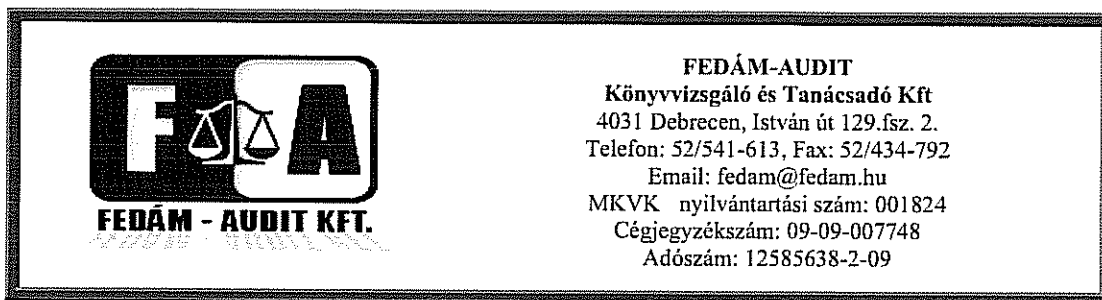 F A
FEDÁM - AUDIT KFT.
FEDÁM-AUDIT
Könyvvizsgáló és Tanácsadó Kft
4031 Debrecen, István út 129.fsz. 2.
Telefon: 52/541-613, Fax: 52/434-792
Email: fedam@fedam.hu
MKVK nyilvántartási szám: 001824
Cégjegyzékszám: 09-09-007748
Adószám: 12585638-2-09